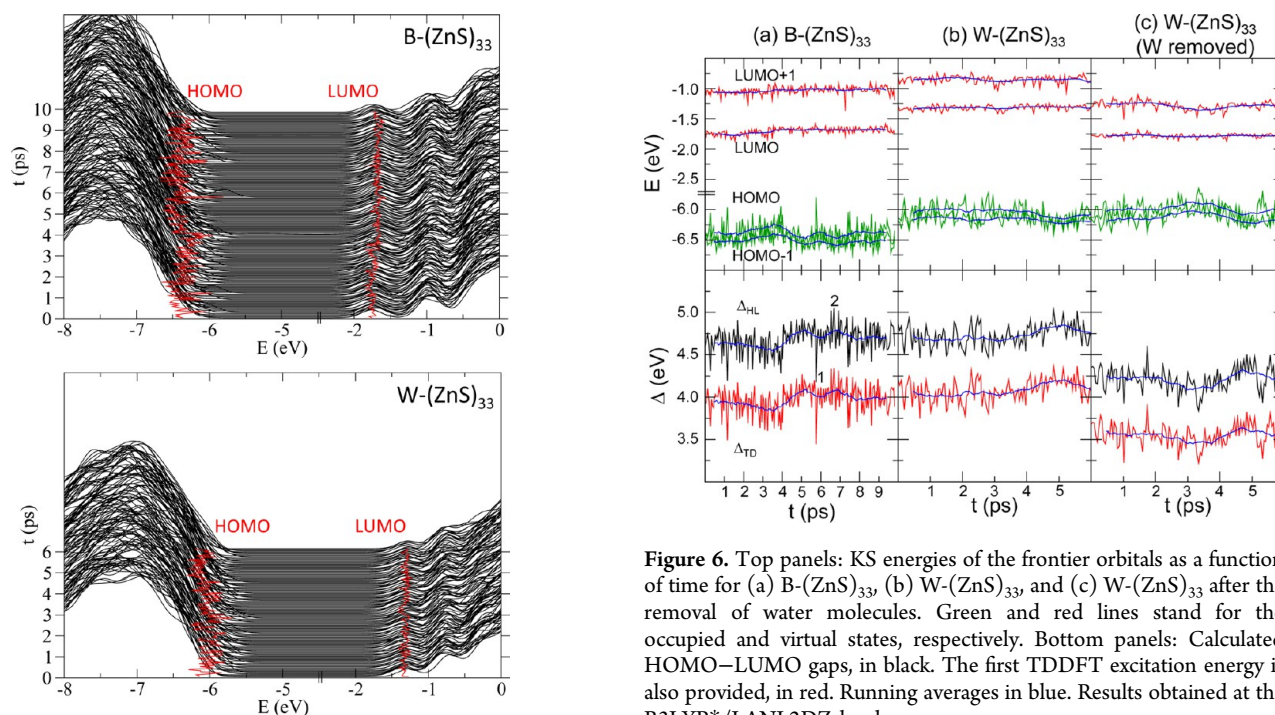 B-(ZnS)33
HOMO
LUMO
10
9
8
7
6
5
4
3
2
1
0
t (ps)
-8
-7
-6
-5
-2
-1
0
E (eV)
W-(ZnS)33
HOMO
LUMO
6
5
4
3
2
1
0
t (ps)
-8
-7
-6
-5
-2
-1
0
E (eV)
(a) B-(ZnS)33
(b) W-(ZnS)33
(c) W-(ZnS)33
(W removed)
LUMO+1
LUMO
HOMO
HOMO-1
-1.0
-1.5
-2.0
-2.5
-6.0
-6.5
E (eV)
ΔHL
2
1
ΔTD
5.0
4.5
4.0
3.5
Δ (eV)
1 2 3 4 5 6 7 8 9
1 2 3 4 5
1 2 3 4 5
t (ps)
t (ps)
t (ps)
Figure 6. Top panels: KS energies of the frontier orbitals as a function
of time for (a) B-(ZnS)33, (b) W-(ZnS)33, and (c) W-(ZnS)33 after th
removal of water molecules. Green and red lines stand for the
occupied and virtual states, respectively. Bottom panels: Calculated
HOMO−LUMO gaps, in black. The first TDDFT excitation energy i
also provided, in red. Running averages in blue. Results obtained at th